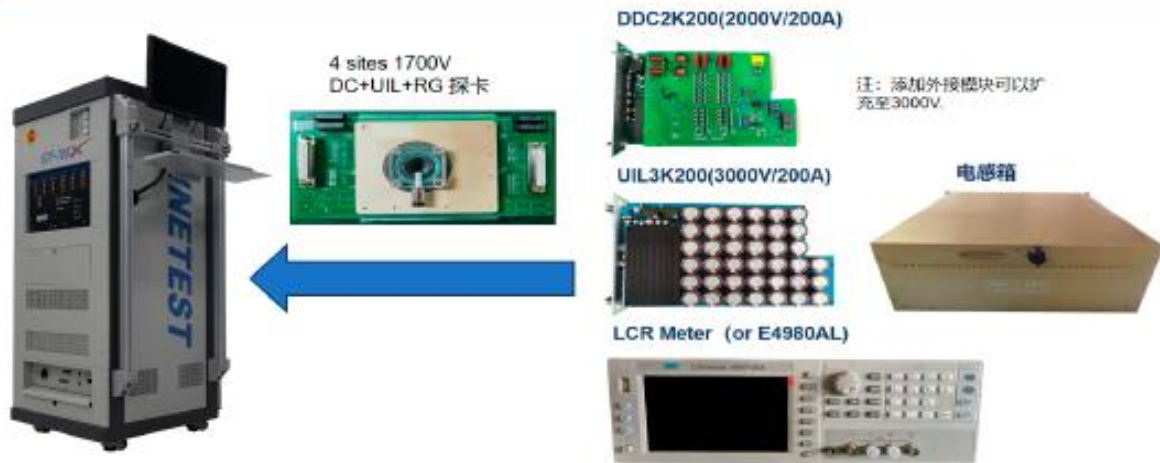 DDC2K200(2000V/200A)
4 sites 1700V
DC+UIL+RG 探卡
注：添加外接模块可以扩
充至3000V.
UIL3K200(3000V/200A)
电感箱
INETEST
LCR Meter（or E4980AL)